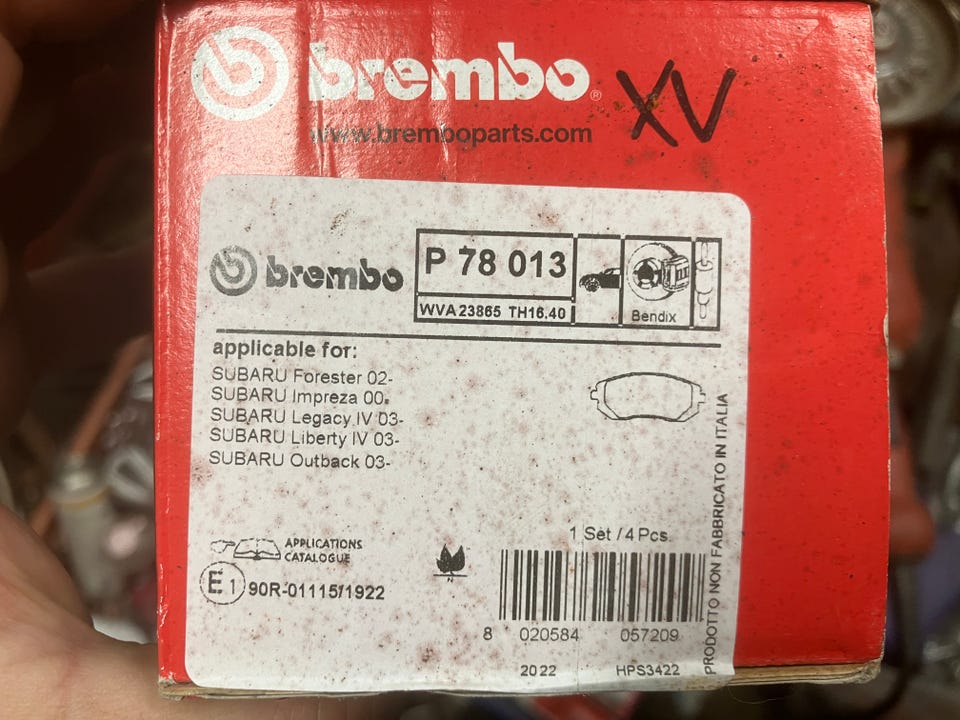 brembo®
XV
www.bremboparts.com
brembo
P 78 013
WVA 23865 TH16.40
Bendix
applicable for:
SUBARU Forester 02-
SUBARU Impreza 00-
SUBARU Legacy IV 03-
SUBARU Liberty IV 03-
SUBARU Outback 03-
PRODOTTO NON FABBRICATO IN ITALIA
1 Set / 4 Pcs.
APPLICATIONS
CATALOGUE
E1 90R-01115/1922
N
8 020584 057209
2022 HPS3422